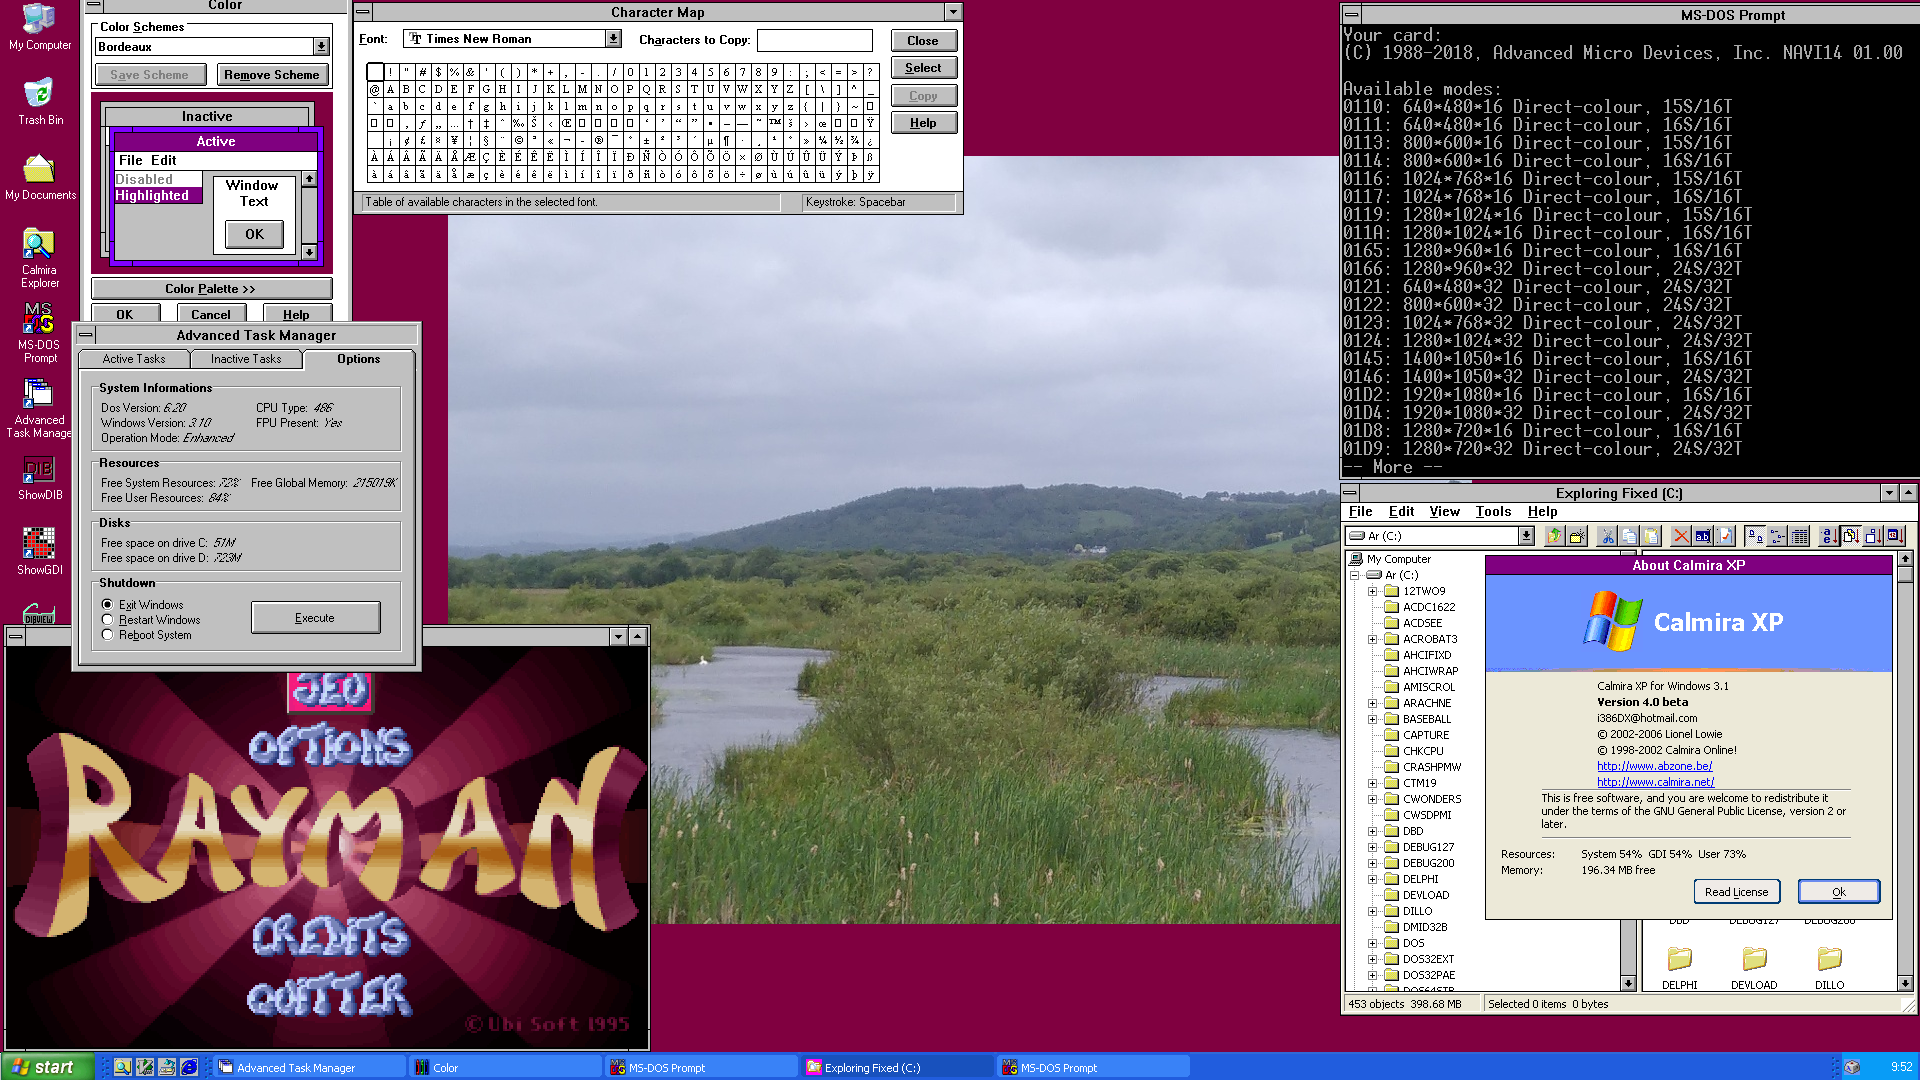 My Computer
Trash Bin
My Documents
Calmira
Explorer
MS-DOS
Prompt
Advanced
Task Manage
ShowDIB
ShowGDI
Color
Color Schemes
Bordeaux
Save Scheme
Remove Scheme
Inactive
Active
File Edit
Disabled
Highlighted
Window
Text
OK
Color Palette >>
OK
Cancel
Help
Character Map
Font:
Times New Roman
Characters to Copy:
Close
Select
Copy
Help
! " # $ % & ' ( ) * + , - . / 0 1 2 3 4 5 6 7 8 9 : ; < = > ?
@ A B C D E F G H I J K L M N O P Q R S T U V W X Y Z [ \ ] ^ _
` a b c d e f g h i j k l m n o p q r s t u v w x y z { | } ~
Table of available characters in the selected font.
Keystroke: Spacebar
Advanced Task Manager
Active Tasks
Inactive Tasks
Options
System Informations
Dos Version: 6.20
CPU Type: 486
Windows Version: 3.10
FPU Present: Yes
Operation Mode: Enhanced
Resources
Free System Resources: 72%
Free Global Memory: 215019K
Free User Resources: 84%
Disks
Free space on drive C: 51M
Free space on drive D: 723M
Shutdown
Exit Windows
Restart Windows
Reboot System
Execute
JEU
OPTIONS
RAYMAN
CREDITS
QUITTER
© Ubi Soft 1995
MS-DOS Prompt
Your card:
(C) 1988-2018, Advanced Micro Devices, Inc. NAVI14 01.00
Available modes:
0110: 640*480*16 Direct-colour, 15S/16T
0111: 640*480*16 Direct-colour, 16S/16T
0113: 800*600*16 Direct-colour, 15S/16T
0114: 800*600*16 Direct-colour, 16S/16T
0116: 1024*768*16 Direct-colour, 15S/16T
0117: 1024*768*16 Direct-colour, 16S/16T
0119: 1280*1024*16 Direct-colour, 15S/16T
011A: 1280*1024*16 Direct-colour, 16S/16T
0165: 1280*960*16 Direct-colour, 16S/16T
0166: 1280*960*32 Direct-colour, 24S/32T
0121: 640*480*32 Direct-colour, 24S/32T
0122: 800*600*32 Direct-colour, 24S/32T
0123: 1024*768*32 Direct-colour, 24S/32T
0124: 1280*1024*32 Direct-colour, 24S/32T
0145: 1400*1050*16 Direct-colour, 16S/16T
0146: 1400*1050*32 Direct-colour, 24S/32T
01D2: 1920*1080*16 Direct-colour, 16S/16T
01D4: 1920*1080*32 Direct-colour, 24S/32T
01D8: 1280*720*16 Direct-colour, 16S/16T
01D9: 1280*720*32 Direct-colour, 24S/32T
-- More --
Exploring Fixed (C:)
File Edit View Tools Help
Ar (C:)
My Computer
Ar (C:)
12TWO9
ACDC1622
ACDSEE
ACROBAT3
AHCIFIXD
AHCIWRAP
AMISCROL
ARACHNE
BASEBALL
CAPTURE
CHKCPU
CRASHPMW
CTM19
CWONDERS
CWSDPMI
DBD
DEBUG127
DEBUG200
DELPHI
DEVLOAD
DILLO
DMID32B
DOS
DOS32EXT
DOS32PAE
DOS64STB
About Calmira XP
Calmira XP
Calmira XP for Windows 3.1
Version 4.0 beta
i386DX@hotmail.com
© 2002-2006 Lionel Lowie
© 1998-2002 Calmira Online!
http://www.abzone.be/
http://www.calmira.net/
This is free software, and you are welcome to redistribute it
under the terms of the GNU General Public License, version 2 or
later.
Resources: System 54% GDI 54% User 73%
Memory: 196.34 MB free
Read License
Ok
DBD DEBUG127 DEBUG200
DELPHI DEVLOAD DILLO
453 objects 398.68 MB
Selected 0 items 0 bytes
start
Advanced Task Manager
Color
MS-DOS Prompt
Exploring Fixed (C:)
MS-DOS Prompt
9:52